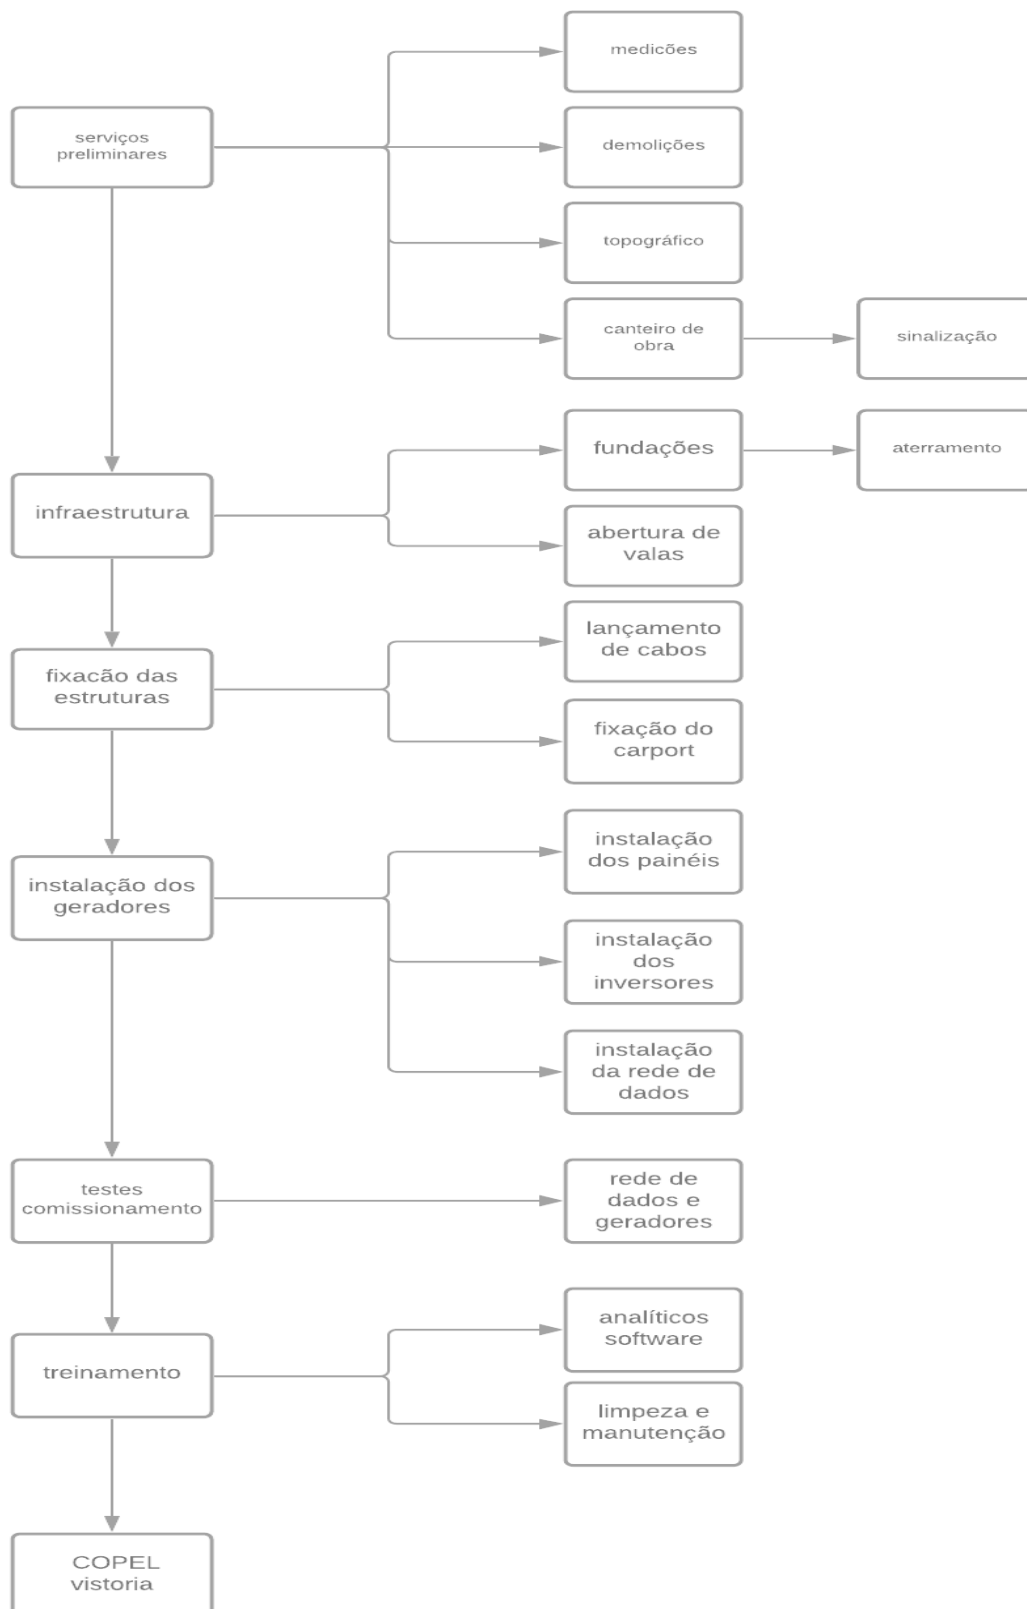 medicões
serviços
preliminares
demolições
topográfico
canteiro de
obra
sinalização
fundações
aterramento
infraestrutura
abertura de
valas
lançamento
de cabos
fixacão das
estruturas
fixação do
carport
instalação
dos painéis
instalação dos
geradores
instalação
dos
inversores
instalação
da rede de
dados
testes
comissionamento
rede de
dados e
geradores
analíticos
software
treinamento
limpeza e
manutenção
COPEL
vistoria